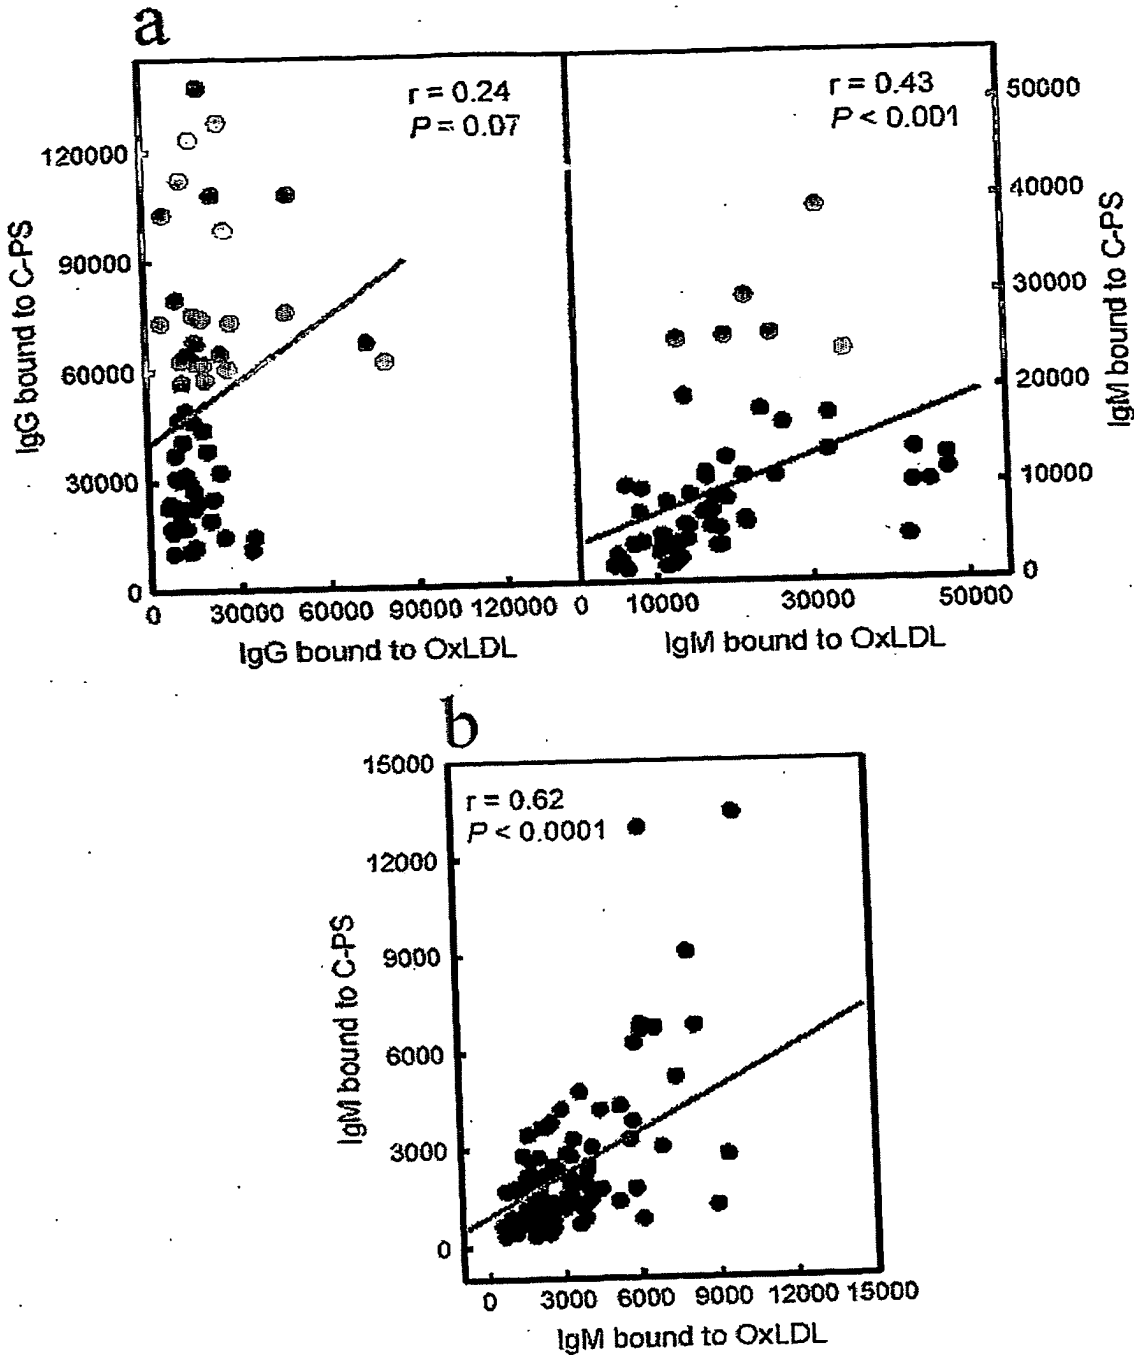 a
r = 0.24
P = 0.07
r = 0.43
P < 0.001
IgG bound to C-PS
120000
90000
60000
30000
0
50000
40000
30000
20000
10000
0
IgM bound to C-PS
0 30000 60000 90000 120000
0 10000 30000 50000
IgG bound to OxLDL
IgM bound to OxLDL
b
r = 0.62
P < 0.0001
IgM bound to C-PS
15000
12000
9000
6000
3000
0
0 3000 6000 9000 12000 15000
IgM bound to OxLDL